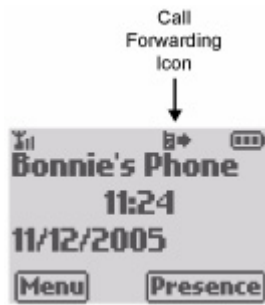 Call
Forwarding
Icon
Bonnie's Phone
11:24
11/12/2005
Menu Presence